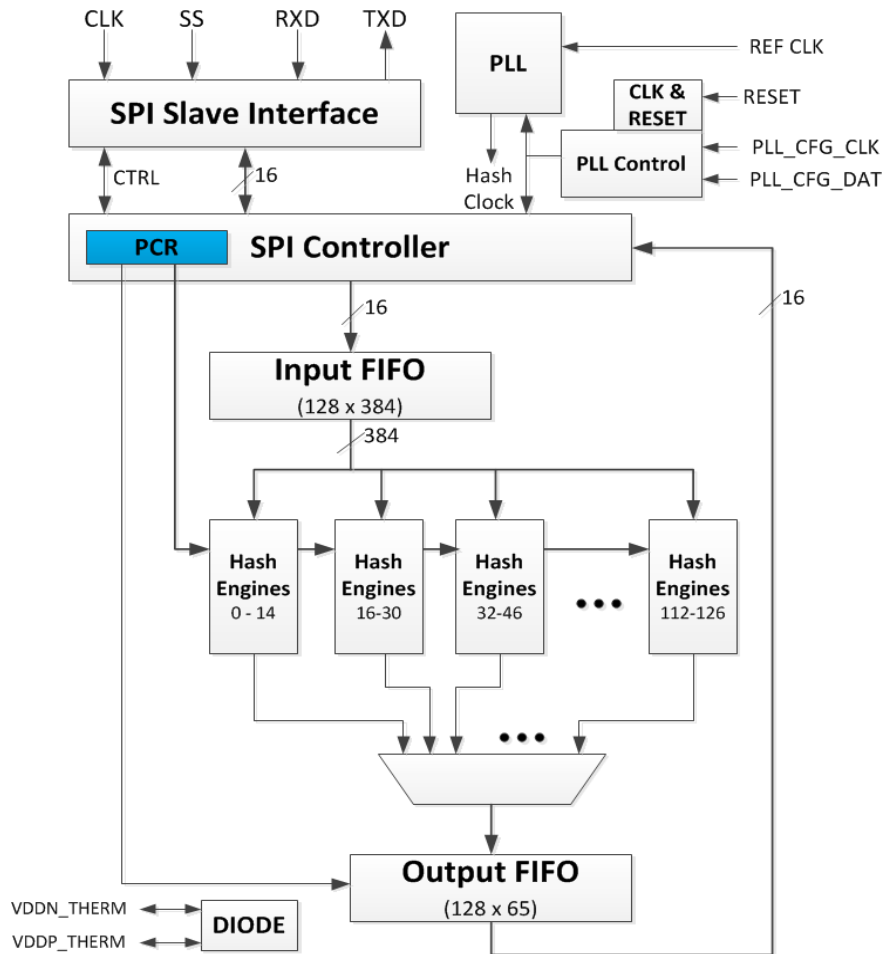 CLK SS RXD TXD
PLL
REF CLK
SPI Slave Interface
CLK &
RESET
RESET
PLL Control
PLL_CFG_CLK
PLL_CFG_DAT
CTRL
16
Hash
Clock
PCR
SPI Controller
16
16
Input FIFO
(128 x 384)
384
Hash
Engines
0 - 14
Hash
Engines
16-30
Hash
Engines
32-46
Hash
Engines
112-126
Output FIFO
(128 x 65)
VDDN_THERM
VDDP_THERM
DIODE